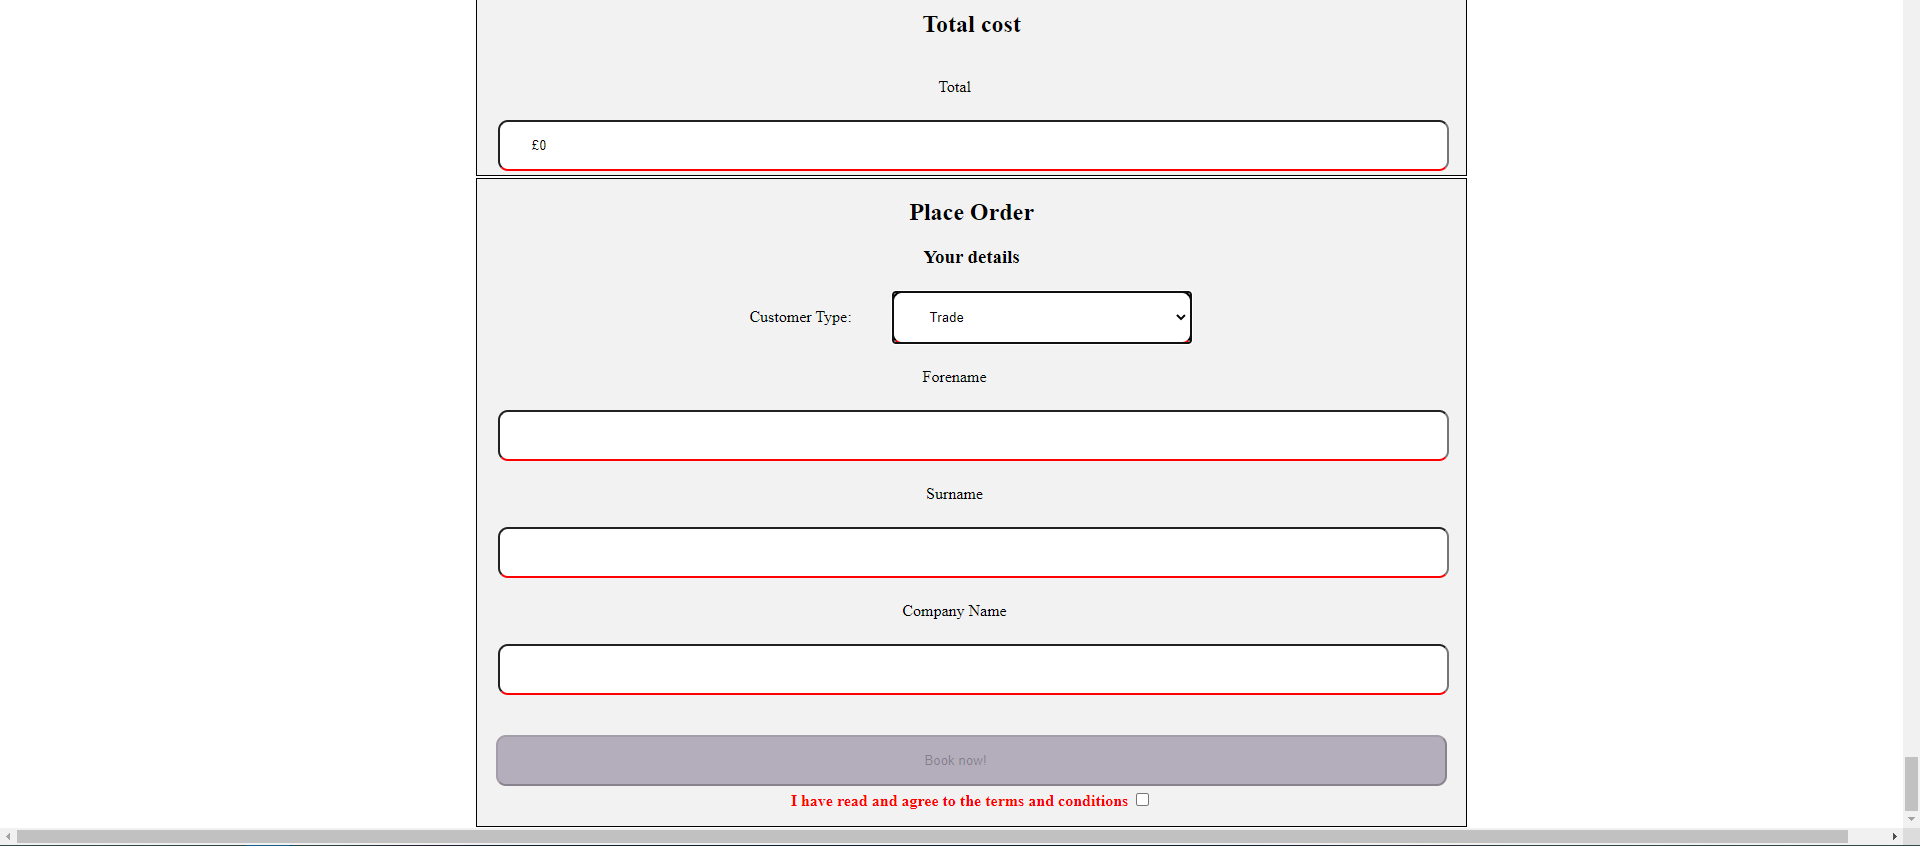 Total cost
Total
£0
Place Order
Your details
Customer Type: Trade
Forename
Surname
Company Name
Book now!
I have read and agree to the terms and conditions